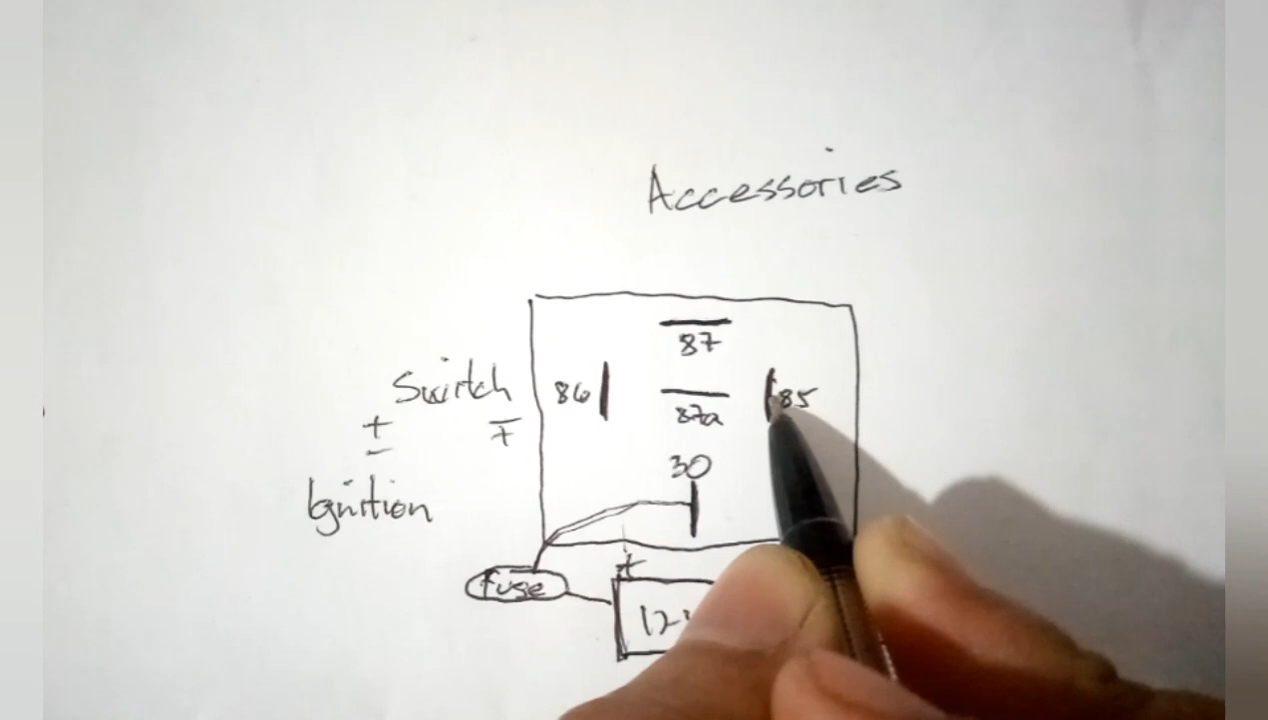 Accessories
87
Switch 86 87a 85
+ -
- +
Ignition
30
fuse
+
12